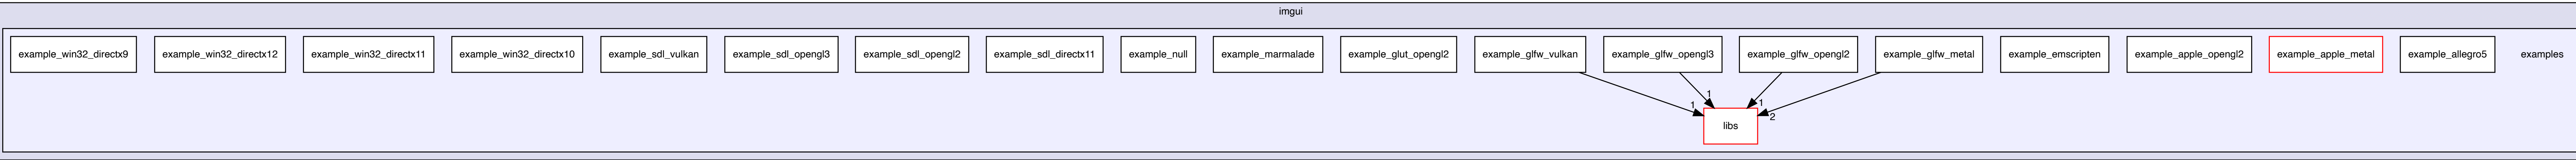 imgui
example_win32_directx9
example_win32_directx12
example_win32_directx11
example_win32_directx10
example_sdl_vulkan
example_sdl_opengl3
example_sdl_opengl2
example_sdl_directx11
example_null
example_marmalade
example_glut_opengl2
example_glfw_vulkan
example_glfw_opengl3
example_glfw_opengl2
example_glfw_metal
example_emscripten
example_apple_opengl2
example_apple_metal
example_allegro5
examples
1
1
1
2
libs